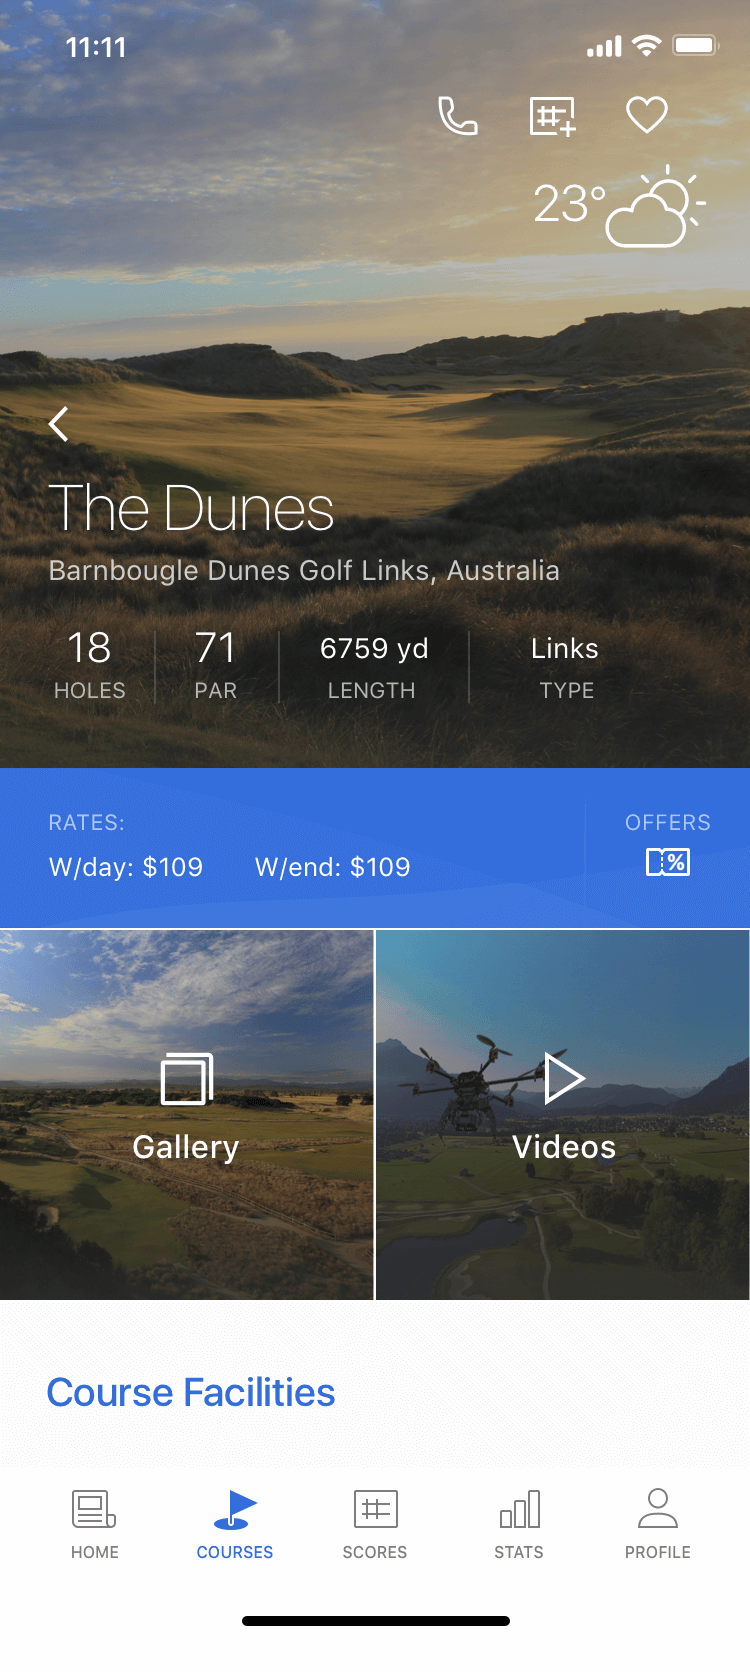 11:11
23°
The Dunes
Barnbougle Dunes Golf Links, Australia
18 71 6759 yd Links
HOLES PAR LENGTH TYPE
RATES: OFFERS
W/day: $109 W/end: $109 %
Gallery Videos
Course Facilities
HOME COURSES SCORES STATS PROFILE